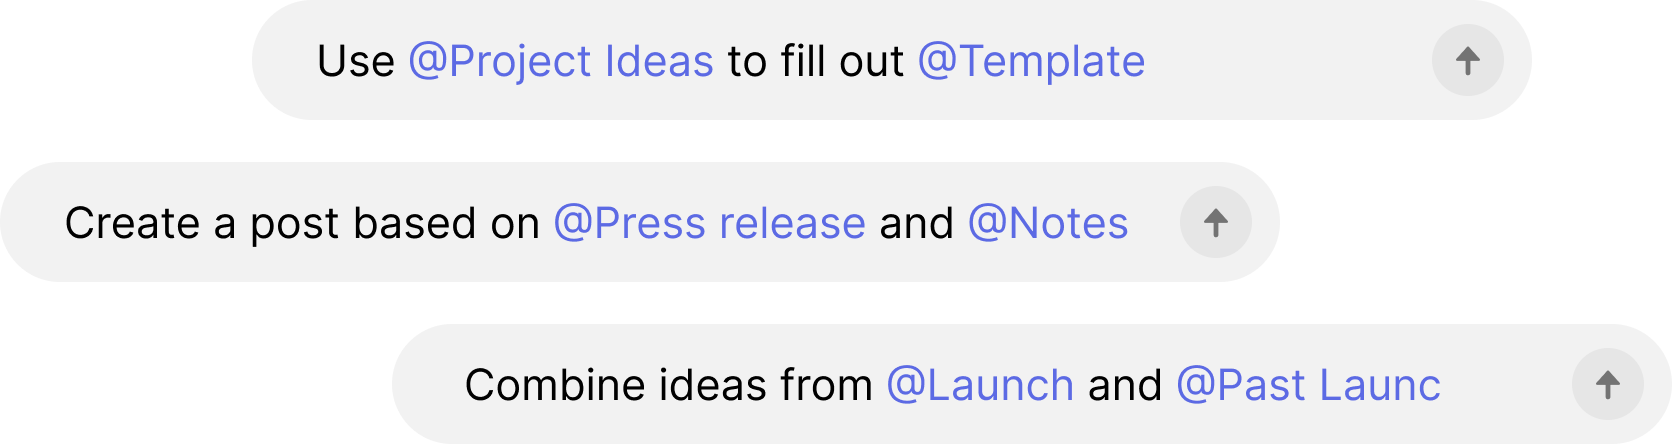 Use @Project Ideas to fill out @Template
Create a post based on @Press release and @Notes
Combine ideas from @Launch and @Past Launc